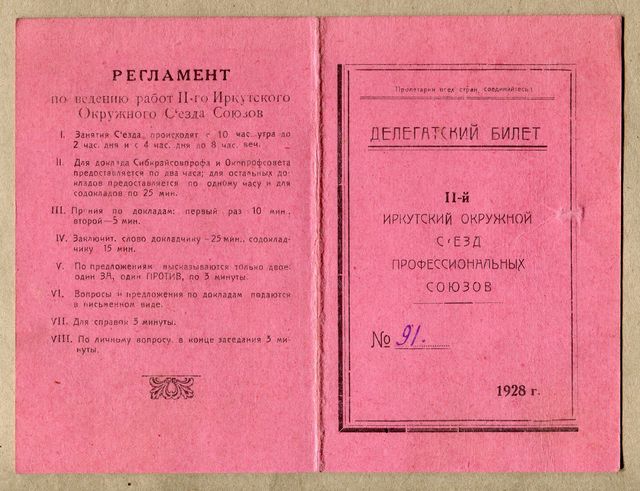 РЕГЛАМЕНТ
по ведению работ II-го Иркутского
Окружного С'езда Союзов
I. Занятия С'езда происходят с 10 час. утра до
2 час. дня и с 4 час. дня до 8 час. веч.
II. Для доклада Сибкрайсовпрофа и Окрпрофсовета
предоставляется по два часа; для остальных до-
кладов предоставляется по одному часу и для
содокладов по 25 мин.
III. Прения по докладам: первый раз 10 мин.,
второй—5 мин.
IV. Заключит. слово докладчику—25 мин., содоклад-
чику 15 мин.
V. По предложениям высказываются только двое:
один ЗА, один ПРОТИВ, по 3 минуты.
VI. Вопросы и предложения по докладам подаются
в письменном виде.
VII. Для справок 3 минуты.
VIII. По личному вопросу, в конце заседания 3 ми-
нуты.
Пролетарии всех стран, соединяйтесь!
ДЕЛЕГАТСКИЙ БИЛЕТ
II-й
ИРКУТСКИЙ ОКРУЖНОЙ
С'ЕЗД
ПРОФЕССИОНАЛЬНЫХ
СОЮЗОВ
№ 91.
1928 г.